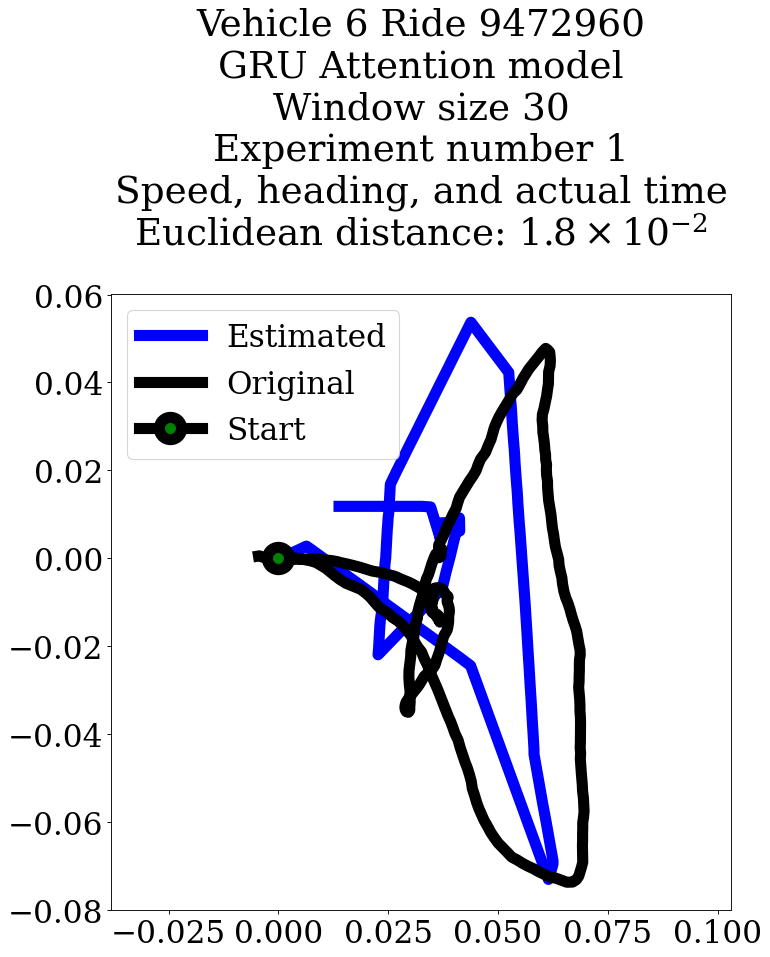 Vehicle 6 Ride 9472960
GRU Attention model
Window size 30
Experiment number 1
Speed, heading, and actual time
Euclidean distance: 1.8 × 10⁻²
0.06
Estimated
0.04
Original
Start
0.02
0.00
−0.02
−0.04
−0.06
−0.08
−0.025 0.000 0.025 0.050 0.075 0.100